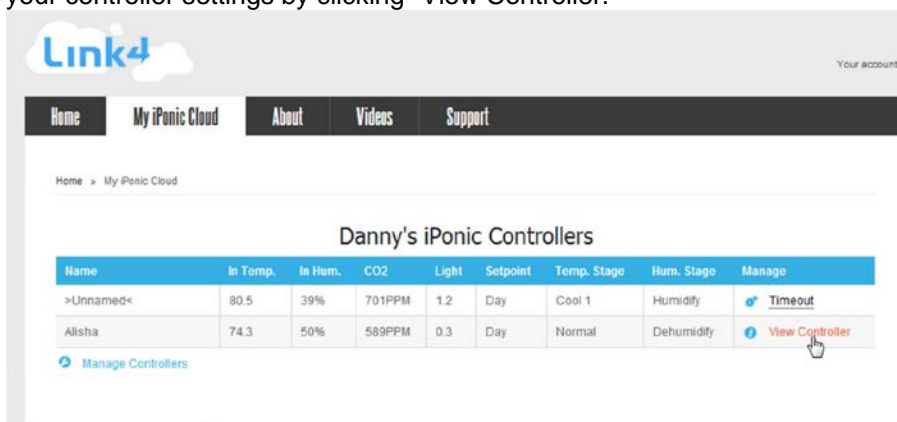 your controller settings by clicking "View Controller.
Link4
Your account
Home My iPonic Cloud About Videos Support
Home » My iPonic Cloud
Danny's iPonic Controllers
Name In Temp. In Hum. CO2 Light Setpoint Temp. Stage Hum. Stage Manage
>Unnamed< 80.5 39% 701PPM 1.2 Day Cool 1 Humidify Timeout
Alisha 74.3 50% 589PPM 0.3 Day Normal Dehumidify View Controller
Manage Controllers